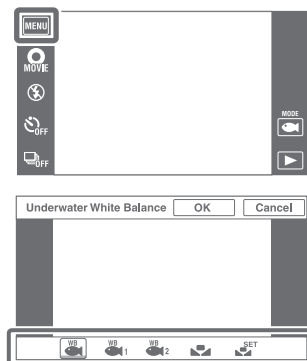 MENU
MOVIE
OFF
MODE
OFF
Underwater White Balance OK Cancel
WB WB 1 WB 2 SET